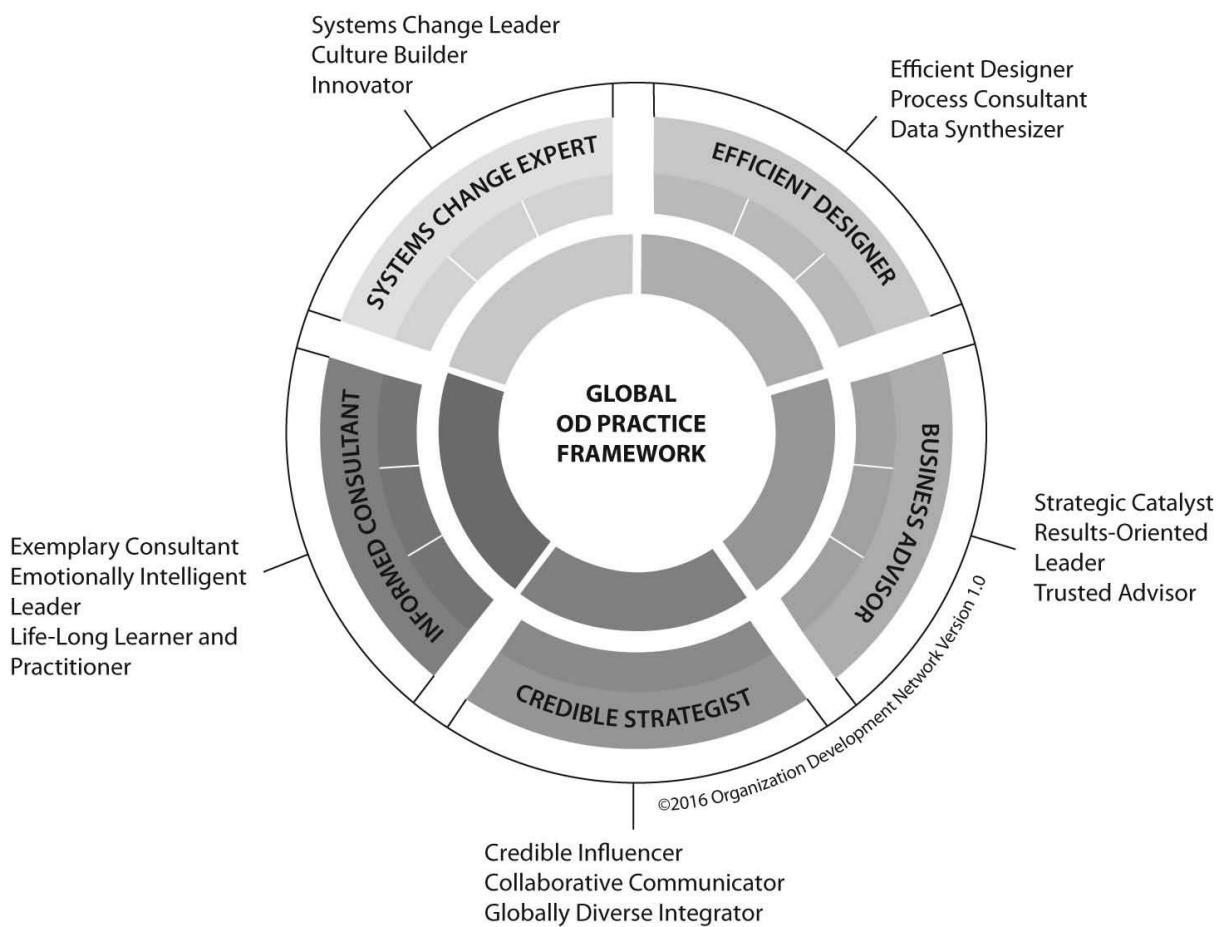 Systems Change Leader
Culture Builder
Innovator
Efficient Designer
Process Consultant
Data Synthesizer
SYSTEMS CHANGE EXPERT
EFFICIENT DESIGNER
GLOBAL
OD PRACTICE
FRAMEWORK
INFORMED CONSULTANT
BUSINESS ADVISOR
CREDIBLE STRATEGIST
Exemplary Consultant
Emotionally Intelligent
Leader
Life-Long Learner and
Practitioner
Strategic Catalyst
Results-Oriented
Leader
Trusted Advisor
©2016 Organization Development Network Version 1.0
Credible Influencer
Collaborative Communicator
Globally Diverse Integrator